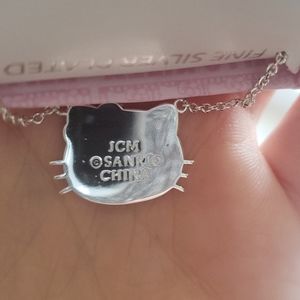 FINE SILVER PLATED
JCM
©SANRIO
CHINA